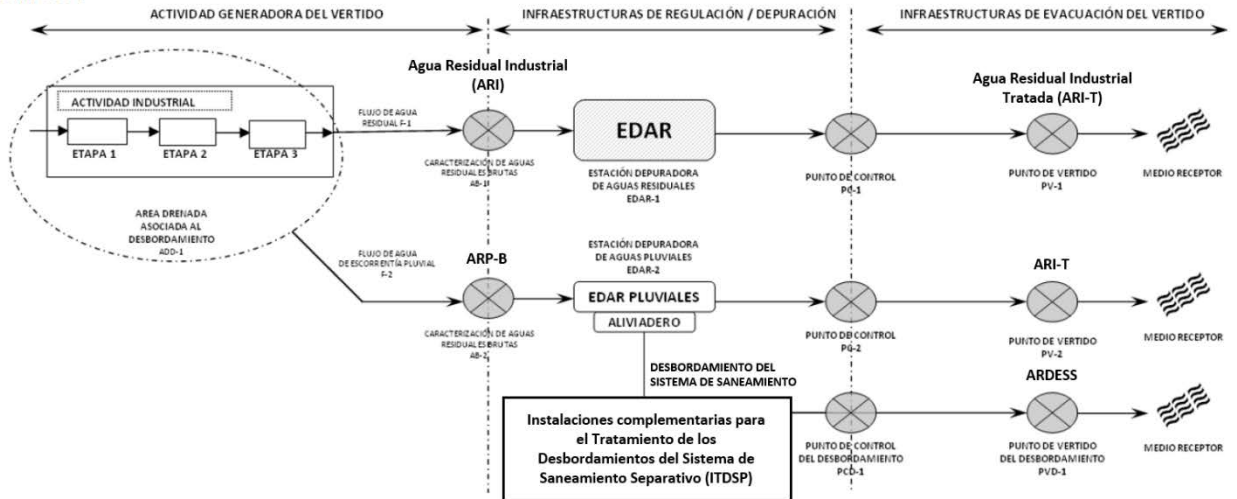 ACTIVIDAD GENERADORA DEL VERTIDO
INFRAESTRUCTURAS DE REGULACIÓN / DEPURACIÓN
INFRAESTRUCTURAS DE EVACUACIÓN DEL VERTIDO
Agua Residual Industrial
(ARI)
Agua Residual Industrial
Tratada (ARI-T)
ACTIVIDAD INDUSTRIAL
ETAPA 1
ETAPA 2
ETAPA 3
FLUJO DE AGUA
RESIDUAL F-1
EDAR
CARACTERIZACIÓN DE AGUAS
RESIDUALES BRUTAS
AB-1
ESTACIÓN DEPURADORA
DE AGUAS RESIDUALES
EDAR-1
PUNTO DE CONTROL
PC-1
PUNTO DE VERTIDO
PV-1
MEDIO RECEPTOR
AREA DRENADA
ASOCIADA AL
DESBORDAMIENTO
ADD-1
FLUJO DE AGUA
DE ESCORRENTÍA PLUVIAL
F-2
ARP-B
ESTACIÓN DEPURADORA
DE AGUAS PLUVIALES
EDAR-2
ARI-T
EDAR PLUVIALES
ALIVIADERO
CARACTERIZACIÓN DE AGUAS
RESIDUALES BRUTAS
AB-2
PUNTO DE CONTROL
PC-2
PUNTO DE VERTIDO
PV-2
MEDIO RECEPTOR
DESBORDAMIENTO DEL
SISTEMA DE SANEAMIENTO
ARDESS
Instalaciones complementarias para
el Tratamiento de los
Desbordamientos del Sistema de
Saneamiento Separativo (ITDSP)
PUNTO DE CONTROL
DEL DESBORDAMIENTO
PCD-1
PUNTO DE VERTIDO
DEL DESBORDAMIENTO
PVD-1
MEDIO RECEPTOR